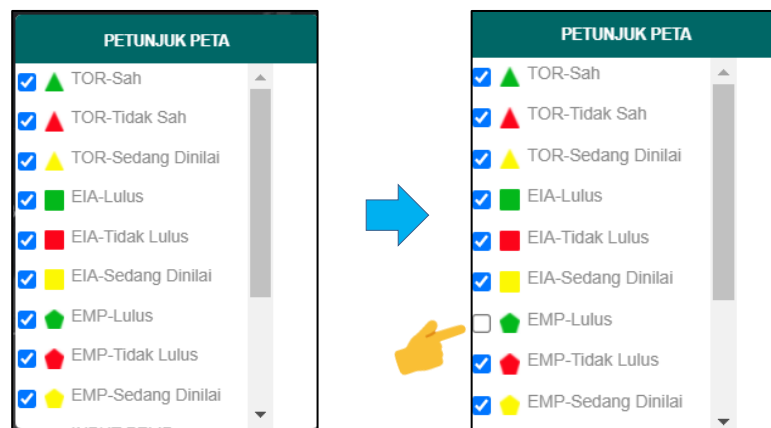 PETUNJUK PETA
TOR-Sah
TOR-Tidak Sah
TOR-Sedang Dinilai
EIA-Lulus
EIA-Tidak Lulus
EIA-Sedang Dinilai
EMP-Lulus
EMP-Tidak Lulus
EMP-Sedang Dinilai
PETUNJUK PETA
TOR-Sah
TOR-Tidak Sah
TOR-Sedang Dinilai
EIA-Lulus
EIA-Tidak Lulus
EIA-Sedang Dinilai
EMP-Lulus
EMP-Tidak Lulus
EMP-Sedang Dinilai